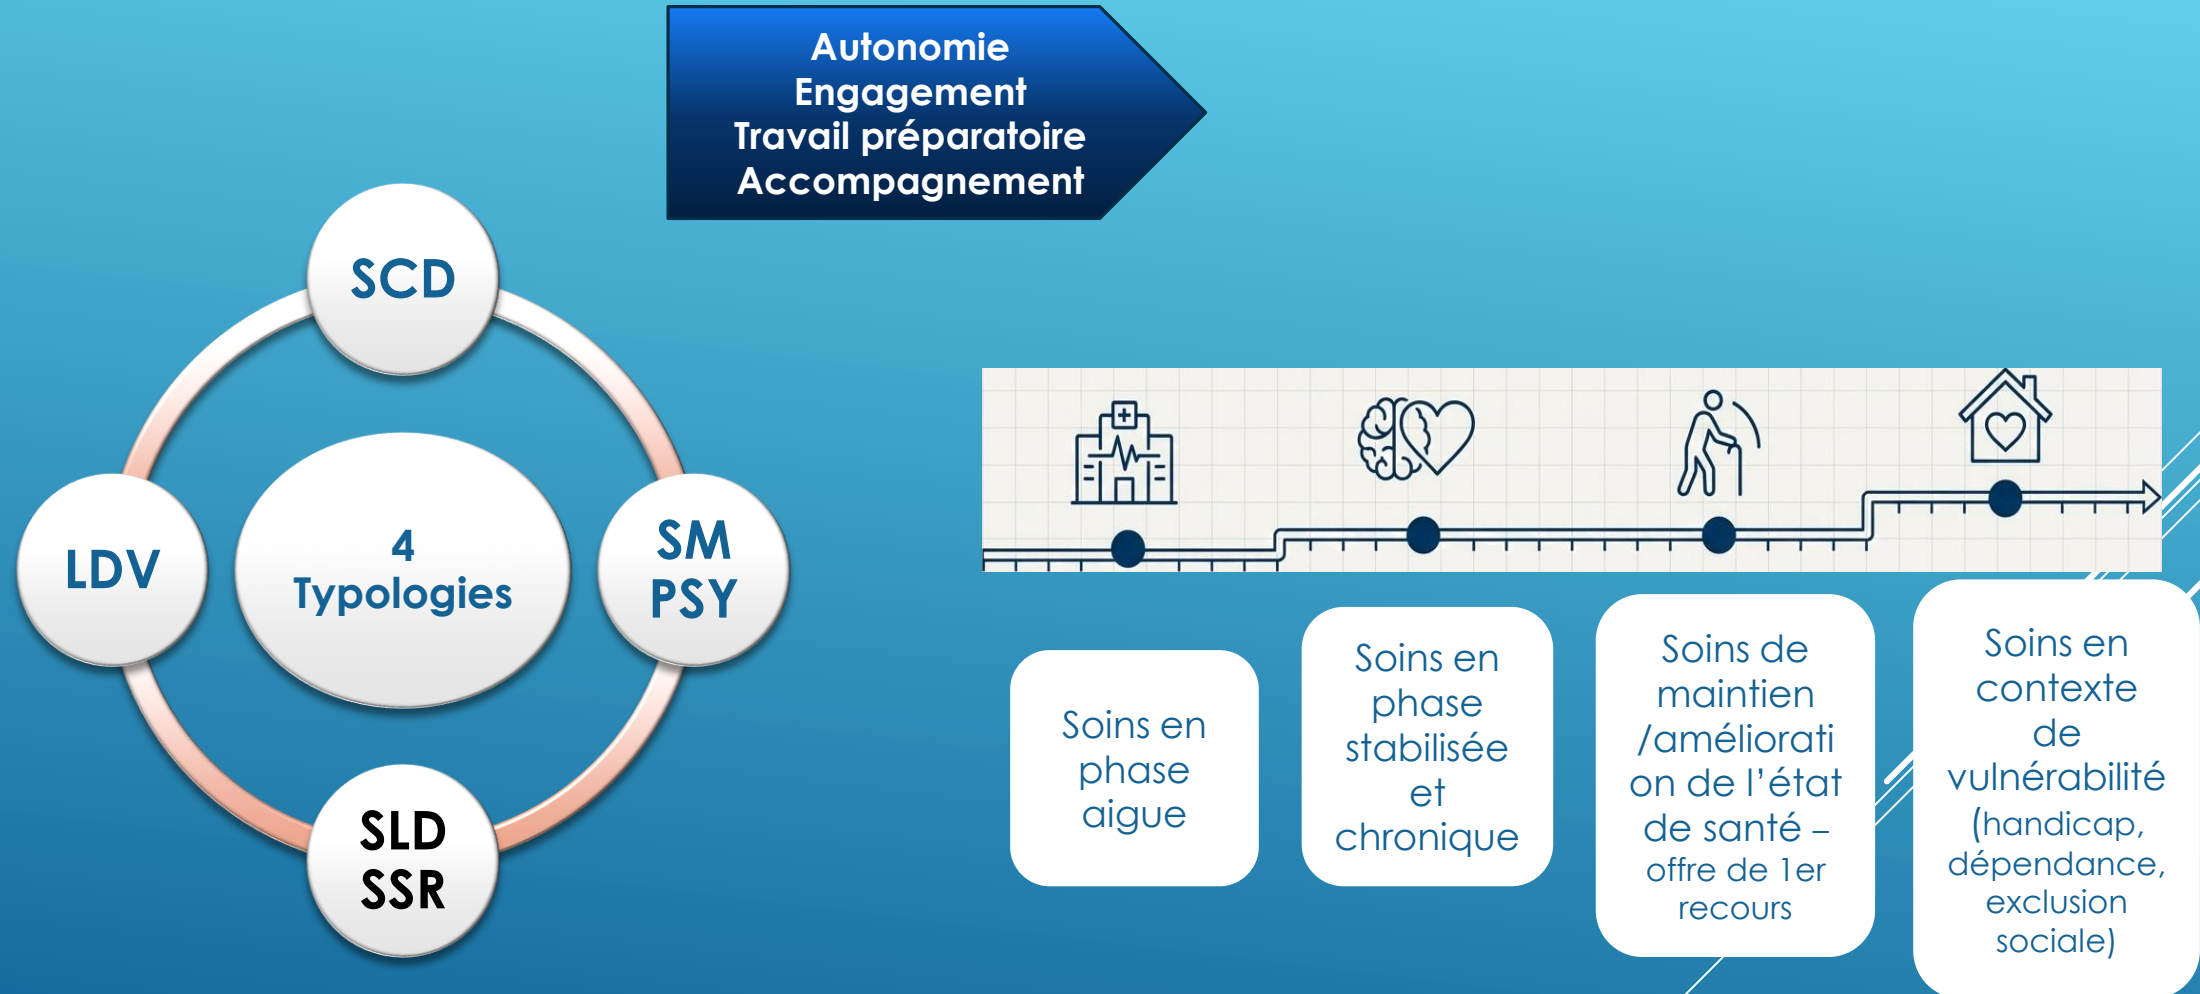 Autonomie
Engagement
Travail préparatoire
Accompagnement
SCD
LDV
4
Typologies
SM
PSY
SLD
SSR
Soins en
phase
aigue
Soins en
phase
stabilisée
et
chronique
Soins de
maintien
/améliorati
on de l’état
de santé –
offre de 1er
recours
Soins en
contexte
de
vulnérabilité
(handicap,
dépendance,
exclusion
sociale)